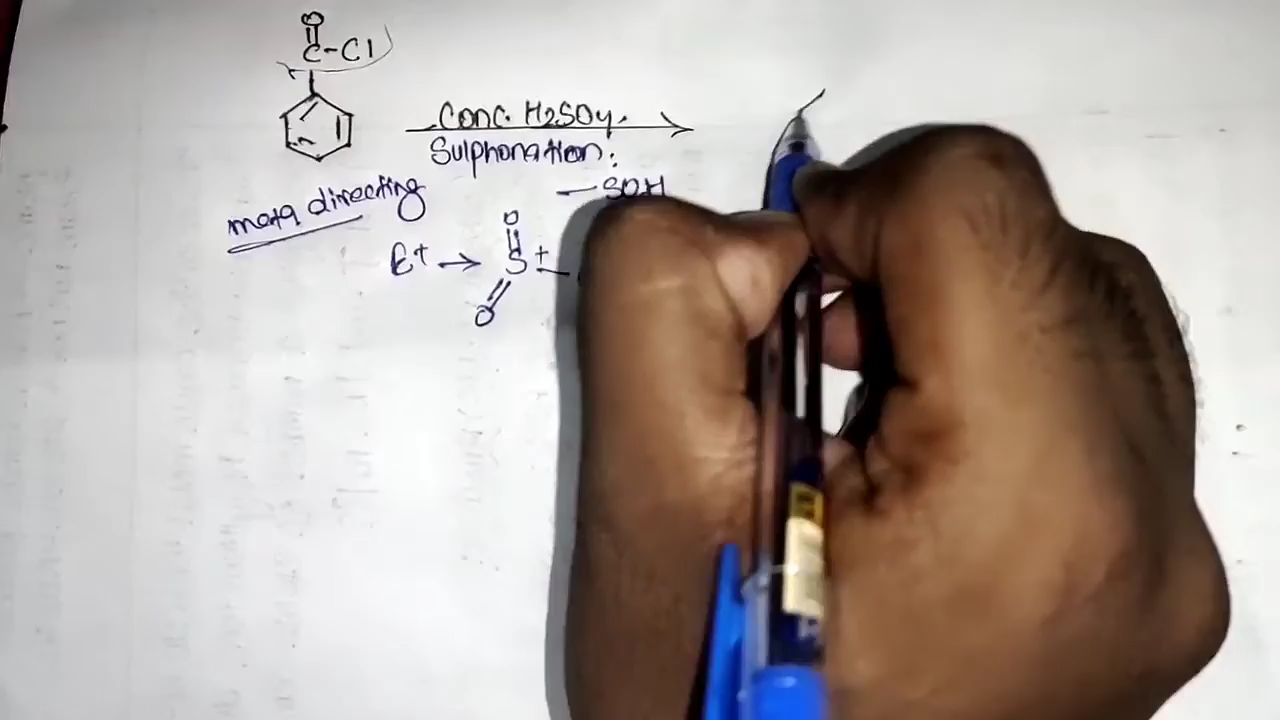 O
C-Cl
Conc. H2SO4.
Sulphonation:
meta directing
O
E+ → S+
O